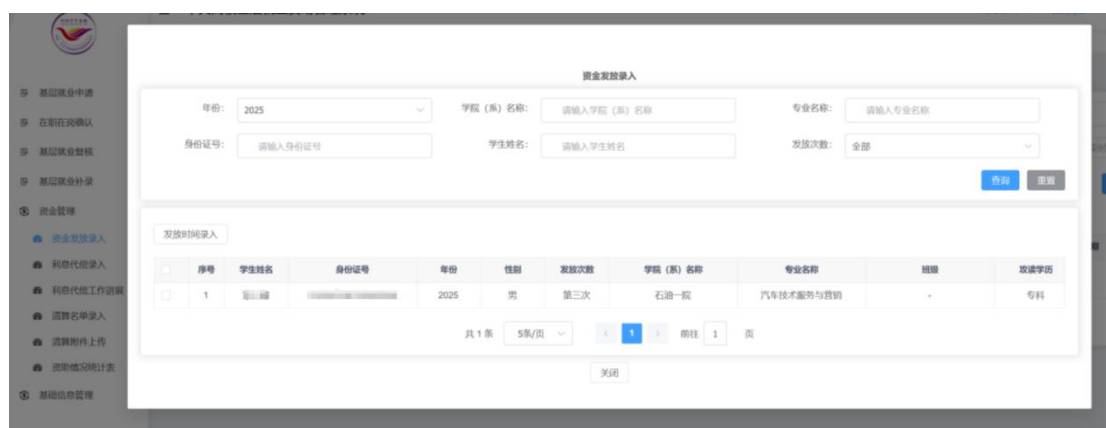 资金发放录入
年份: 2025 学院（系）名称: 请输入学院（系）名称 专业名称: 请输入专业名称
身份证号: 请输入身份证号 学生姓名: 请输入学生姓名 发放次数: 全部
查询 重置
发放时间录入
序号 学生姓名 身份证号 年份 性别 发放次数 学院（系）名称 专业名称 班级 攻读学历
1 2025 男 第三次 石油一院 汽车技术服务与营销 - 专科
共 1 条 5条/页 1 前往 1 页
关闭
基层就业申请
在职在岗确认
基层就业复核
基层就业补录
资金管理
资金发放录入
利息代偿录入
利息代偿工作进展
清算名单录入
清算附件上传
资助情况统计表
基础信息管理